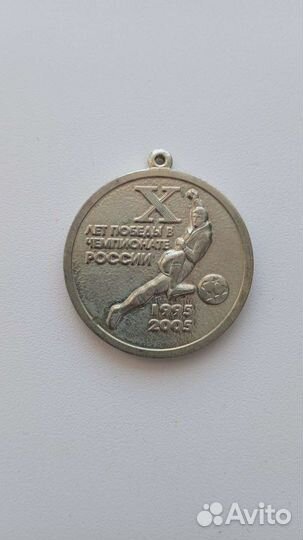 X
ЛЕТ ПОБЕДЫ В
ЧЕМПИОНАТЕ
РОССИИ
1995
2005
Avito